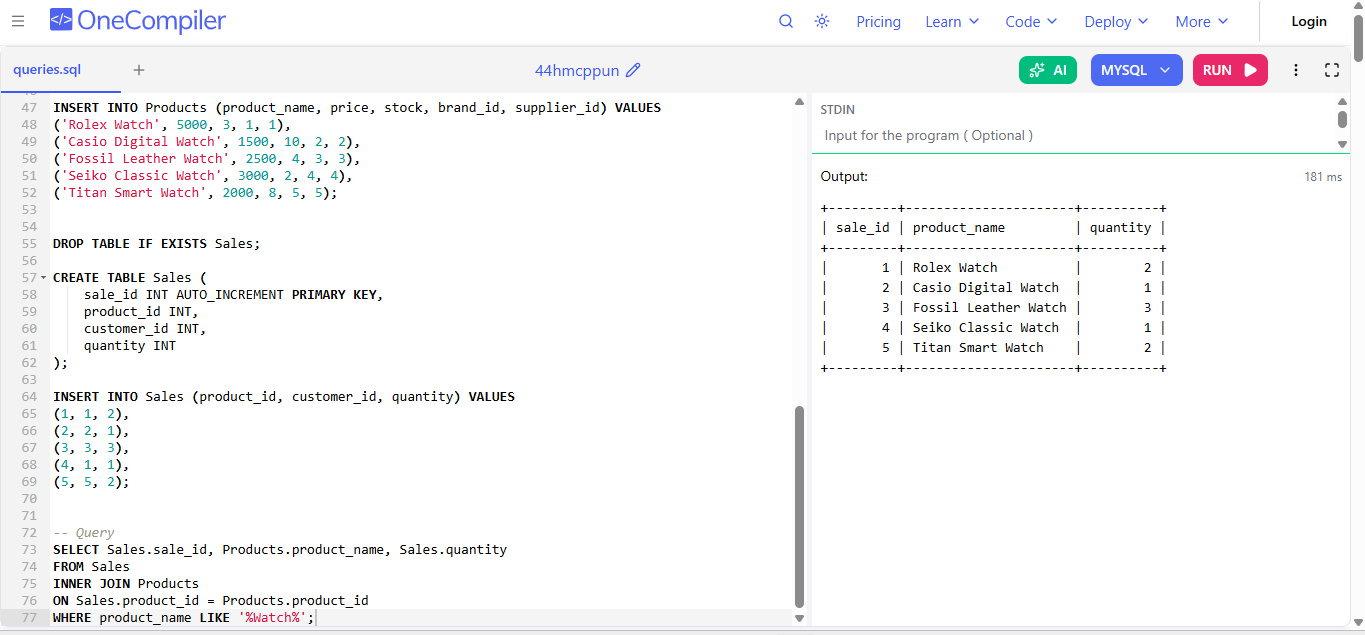 </> OneCompiler
Pricing Learn Code Deploy More Login
queries.sql + 44hmcppun AI MYSQL RUN
47 INSERT INTO Products (product_name, price, stock, brand_id, supplier_id) VALUES
48 ('Rolex Watch', 5000, 3, 1, 1),
49 ('Casio Digital Watch', 1500, 10, 2, 2),
50 ('Fossil Leather Watch', 2500, 4, 3, 3),
51 ('Seiko Classic Watch', 3000, 2, 4, 4),
52 ('Titan Smart Watch', 2000, 8, 5, 5);
53
54
55 DROP TABLE IF EXISTS Sales;
56
57 CREATE TABLE Sales (
58     sale_id INT AUTO_INCREMENT PRIMARY KEY,
59     product_id INT,
60     customer_id INT,
61     quantity INT
62 );
63
64 INSERT INTO Sales (product_id, customer_id, quantity) VALUES
65 (1, 1, 2),
66 (2, 2, 1),
67 (3, 3, 3),
68 (4, 1, 1),
69 (5, 5, 2);
70
71
72 -- Query
73 SELECT Sales.sale_id, Products.product_name, Sales.quantity
74 FROM Sales
75 INNER JOIN Products
76 ON Sales.product_id = Products.product_id
77 WHERE product_name LIKE '%Watch%';
STDIN
Input for the program ( Optional )
Output: 181 ms
+---------+----------------------+----------+
| sale_id | product_name         | quantity |
+---------+----------------------+----------+
|       1 | Rolex Watch          |        2 |
|       2 | Casio Digital Watch  |        1 |
|       3 | Fossil Leather Watch |        3 |
|       4 | Seiko Classic Watch  |        1 |
|       5 | Titan Smart Watch    |        2 |
+---------+----------------------+----------+